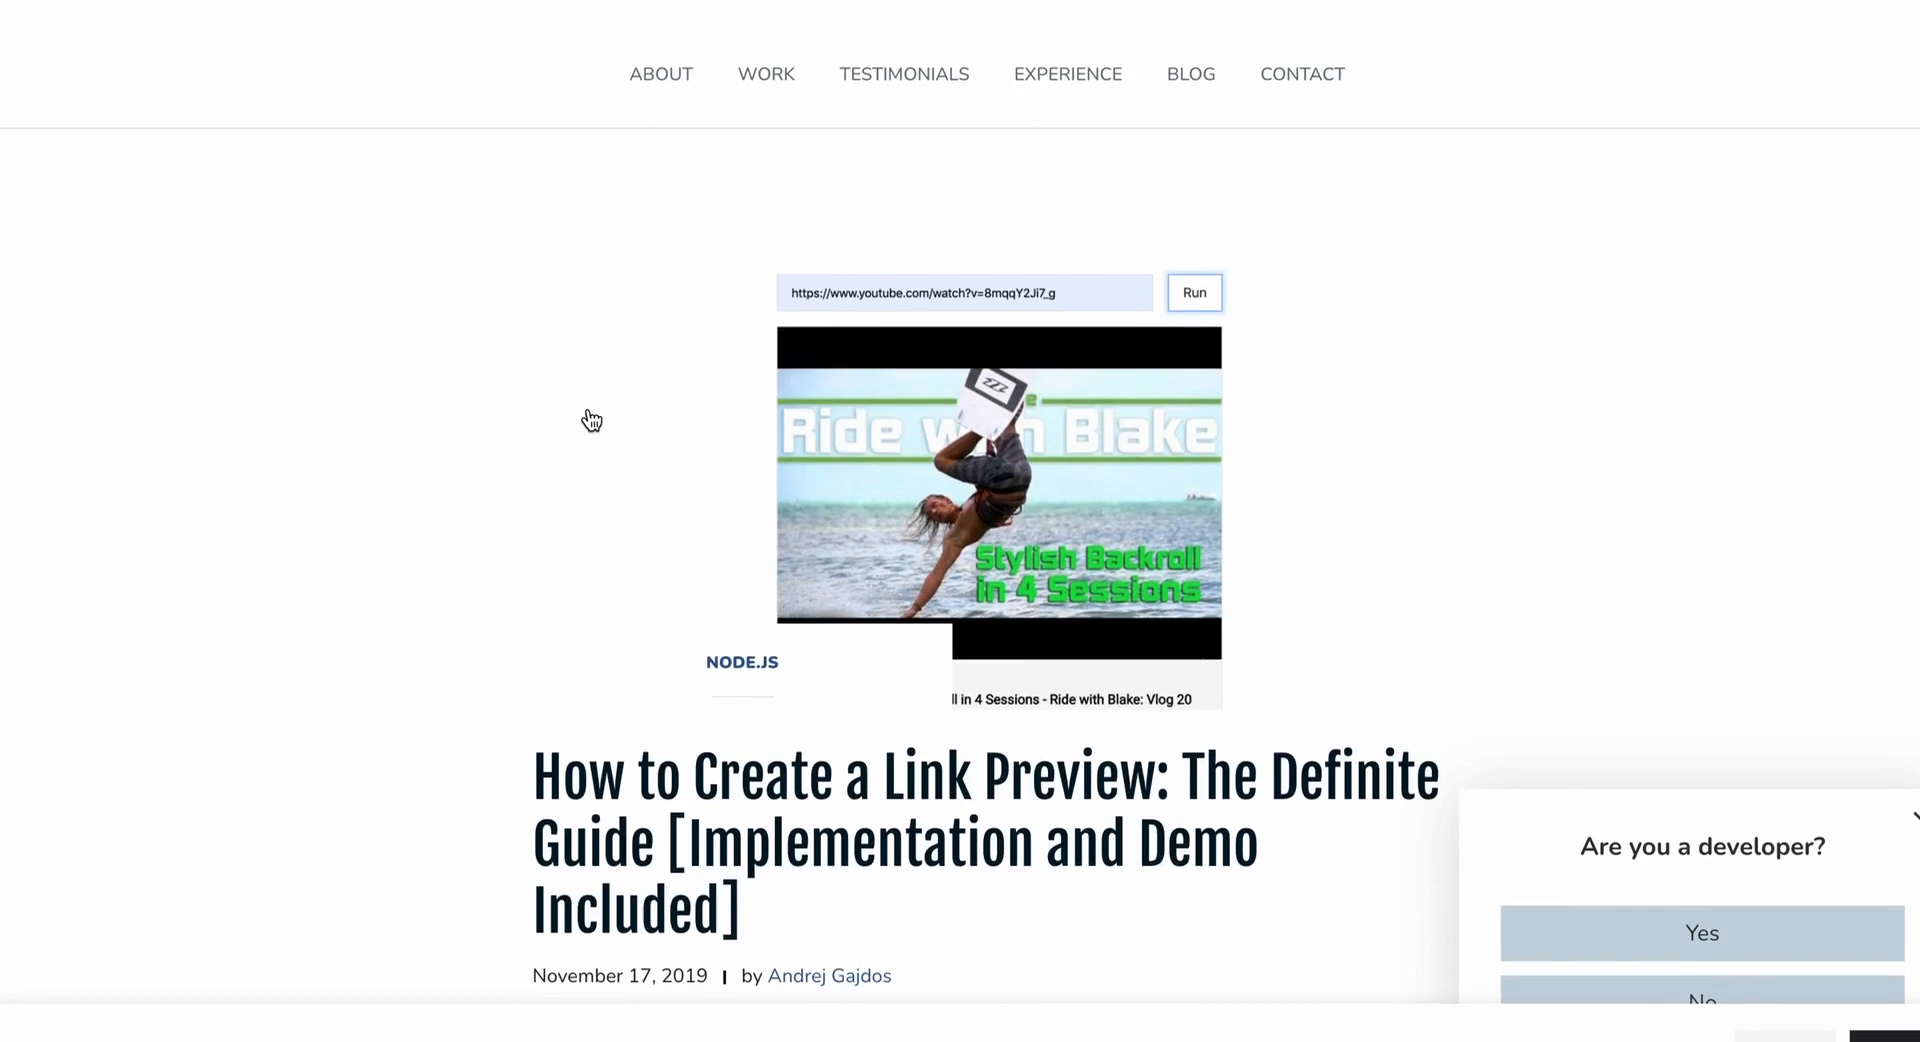 ABOUT WORK TESTIMONIALS EXPERIENCE BLOG CONTACT
https://www.youtube.com/watch?v=8mqqY2Ji7_g Run
Ride with Blake
Stylish Backroll
in 4 Sessions
NODE.JS
ll in 4 Sessions - Ride with Blake: Vlog 20
How to Create a Link Preview: The Definite
Guide [Implementation and Demo
Included]
November 17, 2019 | by Andrej Gajdos
Are you a developer?
Yes
No